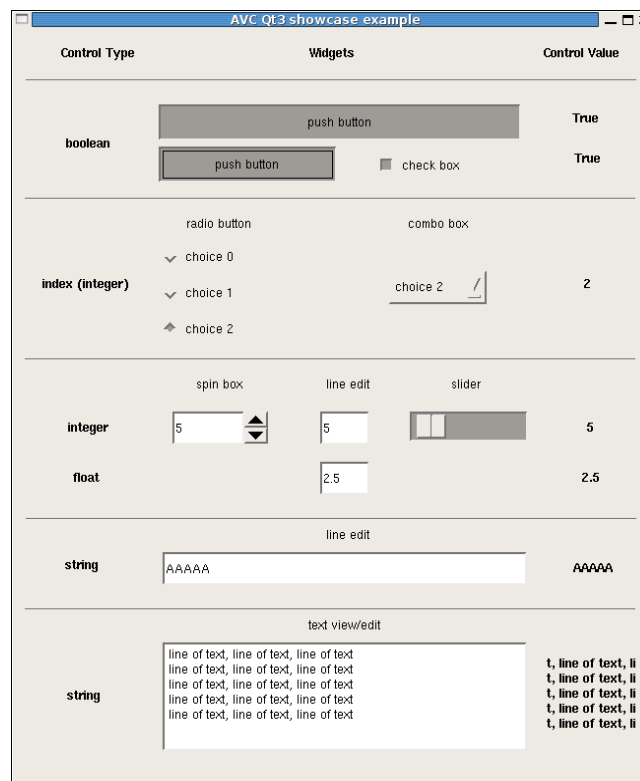 AVC Qt3 showcase example
Control Type Widgets Control Value
push button True
boolean
push button check box True
radio button combo box
choice 0
index (integer) choice 1 choice 2 2
choice 2
spin box line edit slider
integer 5 5 5
float 2.5 2.5
line edit
string AAAAA AAAAA
text view/edit
line of text, line of text, line of text
line of text, line of text, line of text
line of text, line of text, line of text
line of text, line of text, line of text
line of text, line of text, line of text
string
t, line of text, li
t, line of text, li
t, line of text, li
t, line of text, li
t, line of text, li